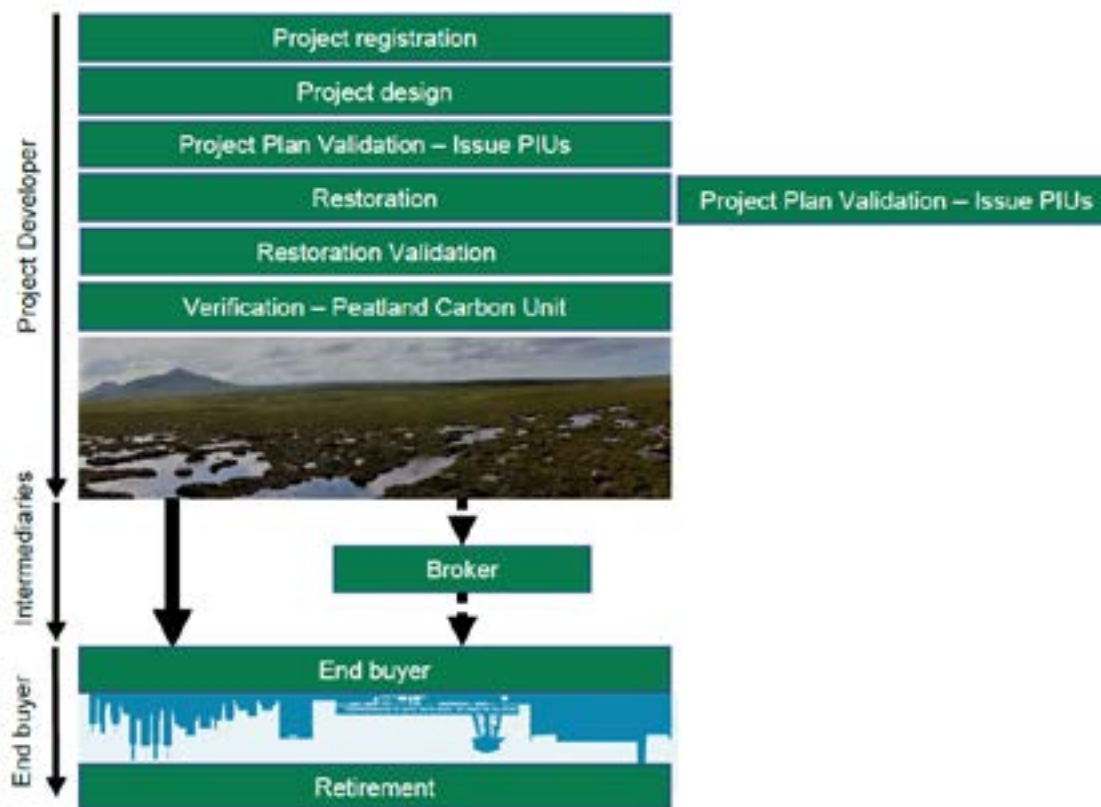 Project registration
Project design
Project Plan Validation – Issue PIUs
Restoration
Project Plan Validation – Issue PIUs
Restoration Validation
Verification – Peatland Carbon Unit
Project Developer
Intermediaries
Broker
End buyer
End buyer
Retirement